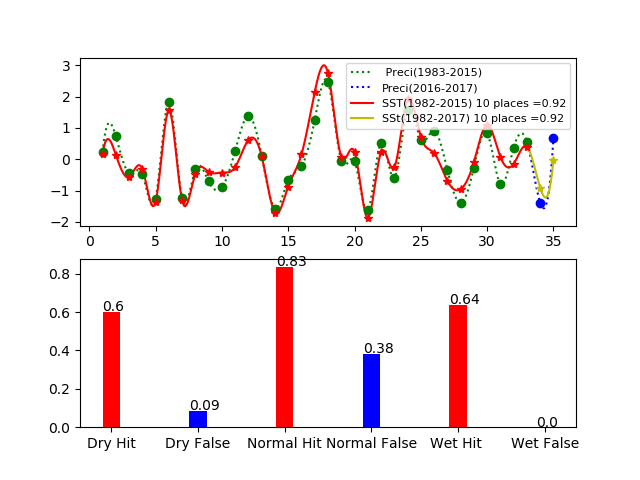 3
2
1
0
−1
−2
Preci(1983-2015)
Preci(2016-2017)
SST(1982-2015) 10 places =0.92
SSt(1982-2017) 10 places =0.92
0 5 10 15 20 25 30 35
0.8
0.6
0.4
0.2
0.0
0.6
0.09
0.83
0.38
0.64
0.0
Dry Hit Dry False Normal Hit Normal False Wet Hit Wet False